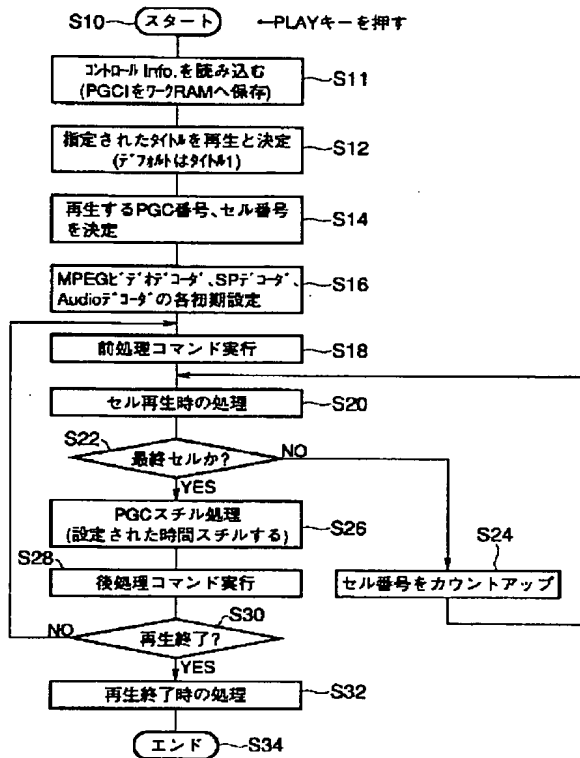 S10 スタート ←PLAYキーを押す
コントロール Info.を読み込む
(PGCIをワークRAMへ保存)
S11
指定されたタイトルを再生と決定
(デフォルトはタイトル1)
S12
再生するPGC番号、セル番号
を決定
S14
MPEGビデオデコーダ、SPデコーダ、
Audioデコーダの各初期設定
S16
前処理コマンド実行 S18
セル再生時の処理 S20
S22
最終セルか? NO
YES
PGCスチル処理
(設定された時間スチルする)
S26
S24
セル番号をカウントアップ
S28
後処理コマンド実行
S30
NO 再生終了?
YES
再生終了時の処理 S32
エンド S34